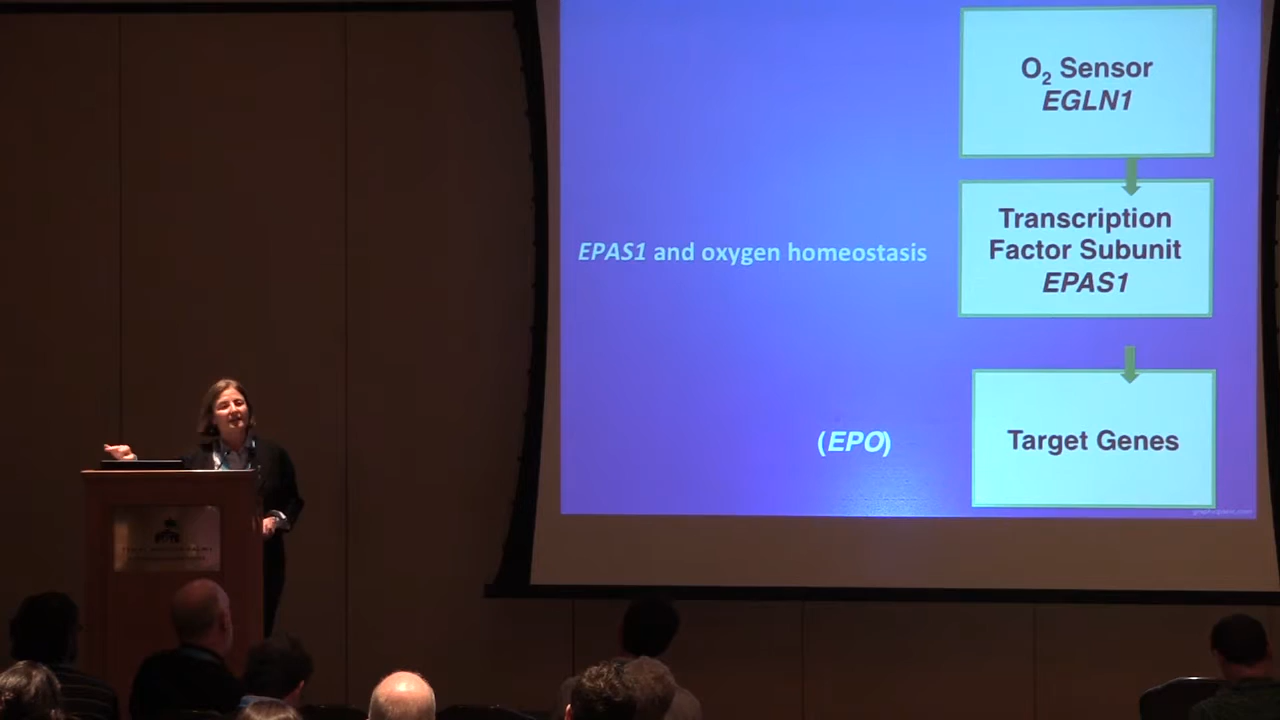 O₂ Sensor
EGLN1
Transcription
Factor Subunit
EPAS1
EPAS1 and oxygen homeostasis
(EPO)
Target Genes